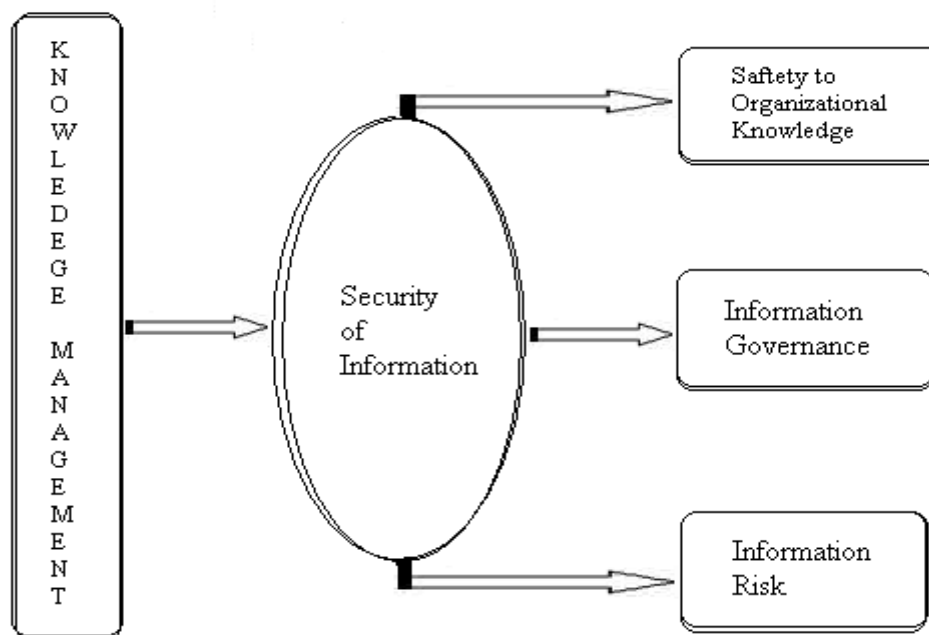 K
N
O
W
L
E
D
E
G
E
M
A
N
A
G
E
M
E
N
T
Security
of
Information
Saftety to
Organizational
Knowledge
Information
Governance
Information
Risk